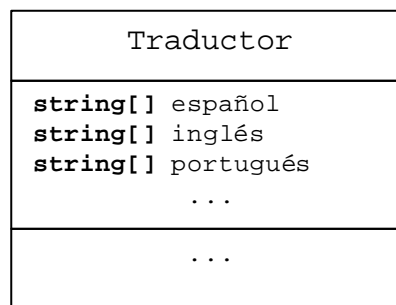 Traductor
string[] español
string[] inglés
string[] portugués
...
...